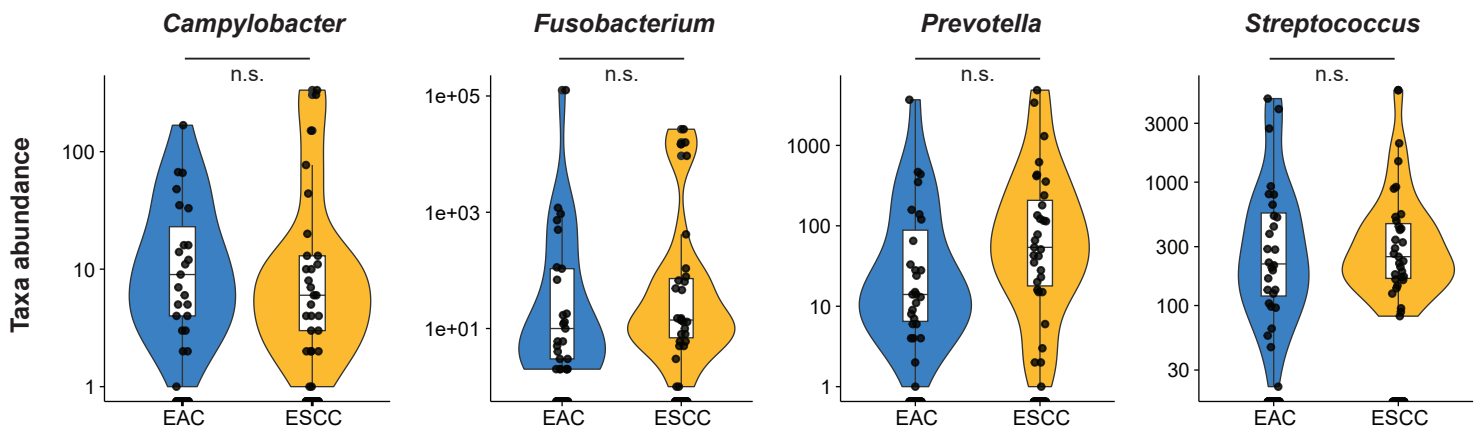 Campylobacter
Fusobacterium
Prevotella
Streptococcus
n.s.
n.s.
n.s.
n.s.
Taxa abundance
100
10
1
EAC
ESCC
1e+05
1e+03
1e+01
EAC
ESCC
1000
100
10
1
EAC
ESCC
3000
1000
300
100
30
EAC
ESCC